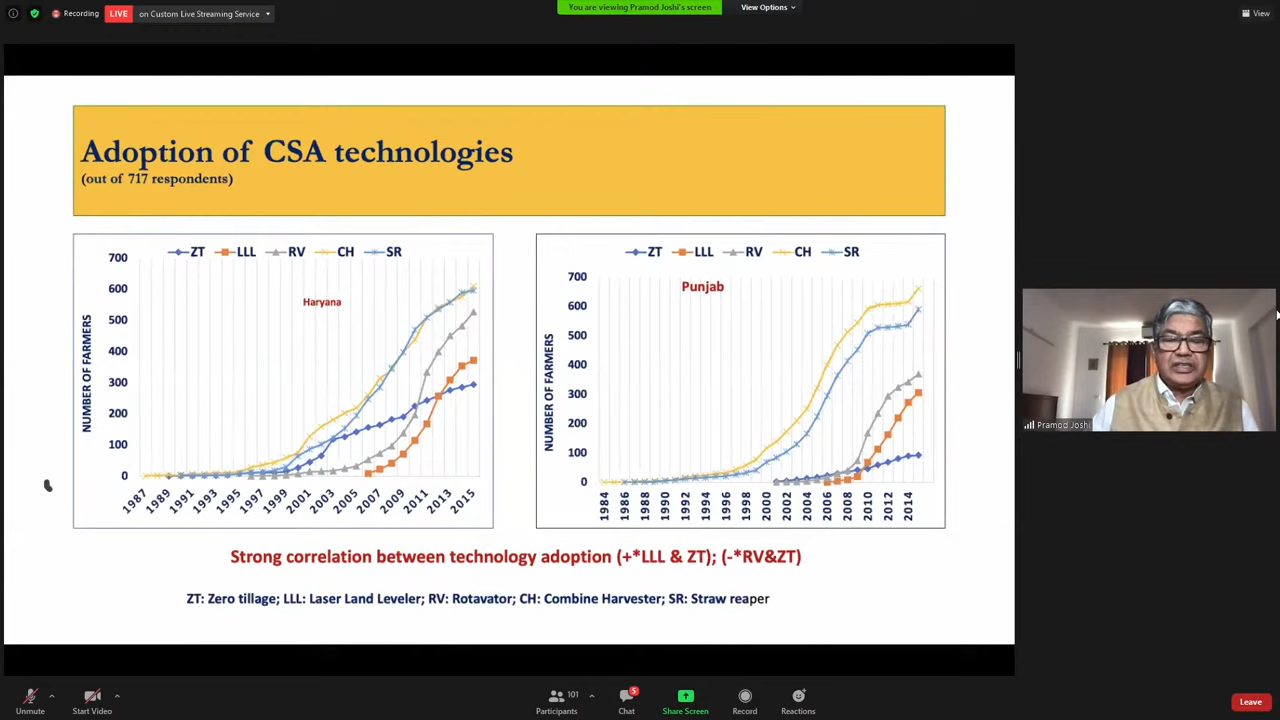 Recording
LIVE
on Custom Live Streaming Service
You are viewing Pramod Joshi's screen
View Options
View
Adoption of CSA technologies
(out of 717 respondents)
ZT LLL RV CH SR
Haryana
NUMBER OF FARMERS
700
600
500
400
300
200
100
0
1987 1989 1991 1993 1995 1997 1999 2001 2003 2005 2007 2009 2011 2013 2015
ZT LLL RV CH SR
Punjab
NUMBER OF FARMERS
700
600
500
400
300
200
100
0
1984 1986 1988 1990 1992 1994 1996 1998 2000 2002 2004 2006 2008 2010 2012 2014
Strong correlation between technology adoption (+*LLL & ZT); (-*RV&ZT)
ZT: Zero tillage; LLL: Laser Land Leveler; RV: Rotavator; CH: Combine Harvester; SR: Straw reaper
Pramod Joshi
Unmute
Start Video
101
Participants
5
Chat
Share Screen
Record
Reactions
Leave